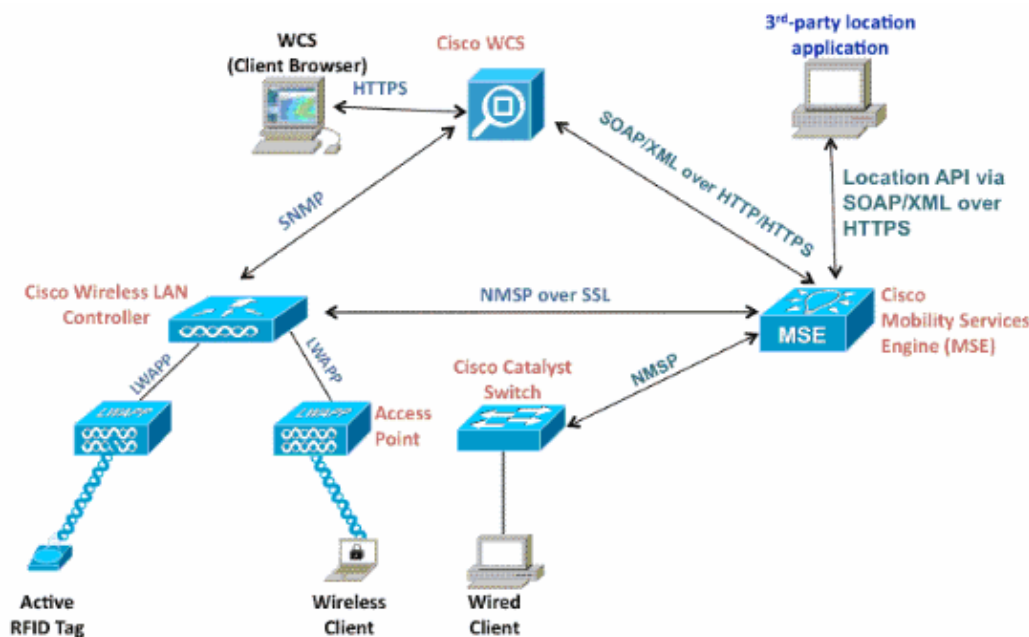 WCS
(Client Browser)
Cisco WCS
3rd-party location
application
HTTPS
SOAP/XML over HTTP/HTTPS
Location API via
SOAP/XML over
HTTPS
SNMP
Cisco Wireless LAN
Controller
NMSP over SSL
MSE
Cisco
Mobility Services
Engine (MSE)
LWAPP
LWAPP
Cisco Catalyst
Switch
NMSP
LWAPP
LWAPP
Access
Point
Active
RFID Tag
Wireless
Client
Wired
Client